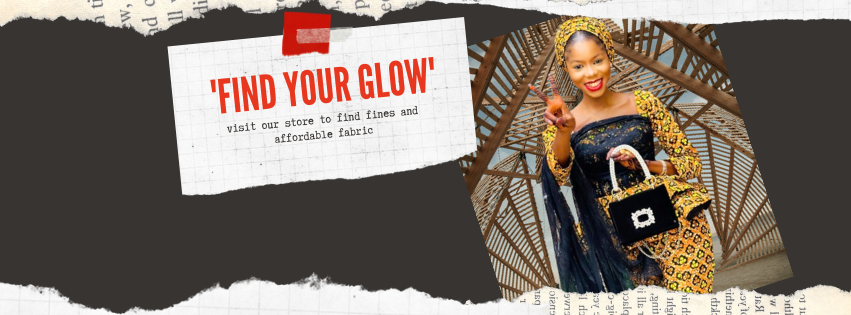 'FIND YOUR GLOW'
visit our store to find fines and
affordable fabric